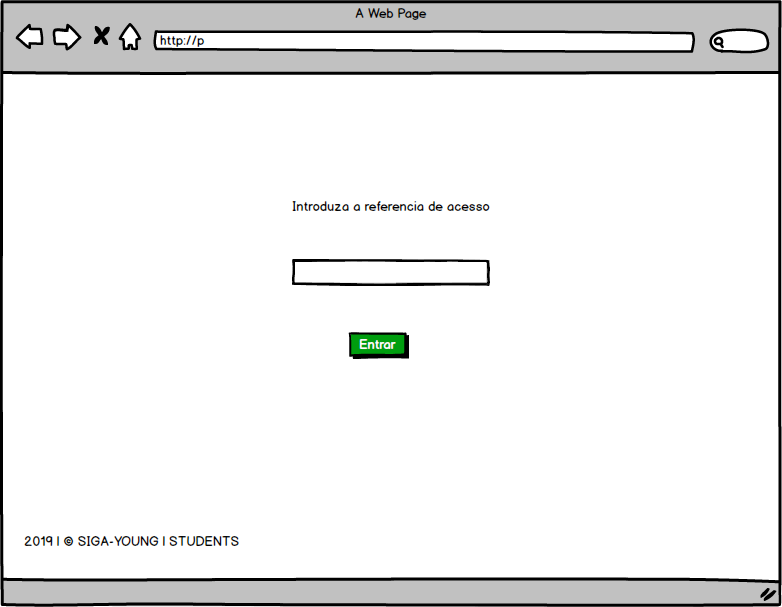 A Web Page
http://p
Introduza a referencia de acesso
Entrar
2019 | © SIGA-YOUNG | STUDENTS